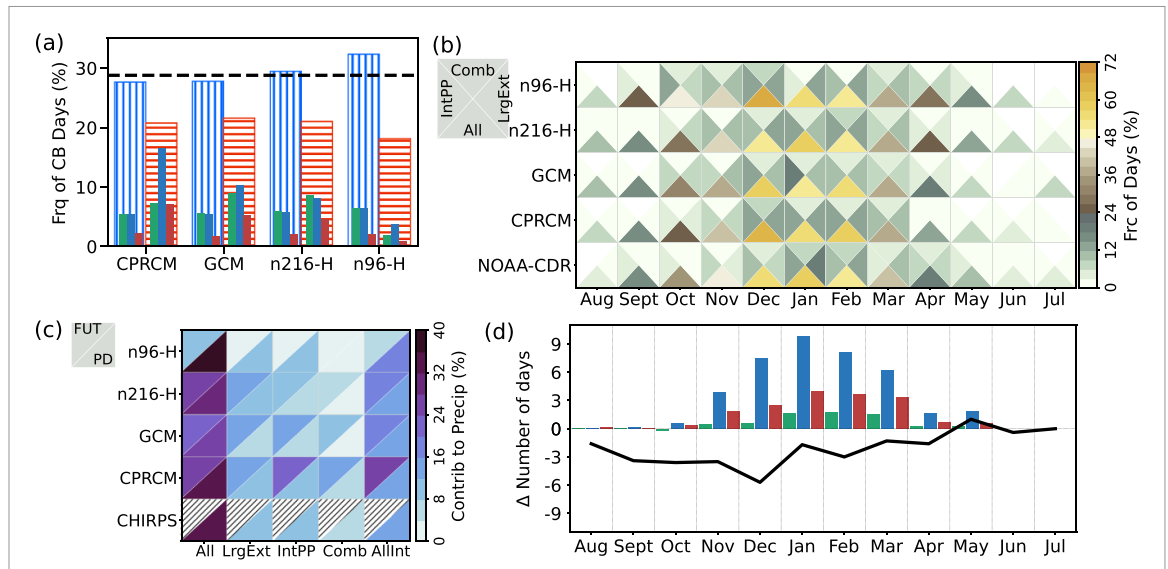 (a)
Frq of CB Days (%)
30
20
10
0
CPRCM GCM n216-H n96-H
(b)
Comb
IntPP
LrgExt
All
n96-H
n216-H
GCM
CPRCM
NOAA-CDR
Aug Sept Oct Nov Dec Jan Feb Mar Apr May Jun Jul
72
60
48
36
24
12
0
Frc of Days (%)
(c)
FUT
PD
n96-H
n216-H
GCM
CPRCM
CHIRPS
All LrgExt IntPP Comb AllInt
40
32
24
16
8
0
Contrib to Precip (%)
(d)
Δ Number of days
9
6
3
0
-3
-6
-9
Aug Sept Oct Nov Dec Jan Feb Mar Apr May Jun Jul